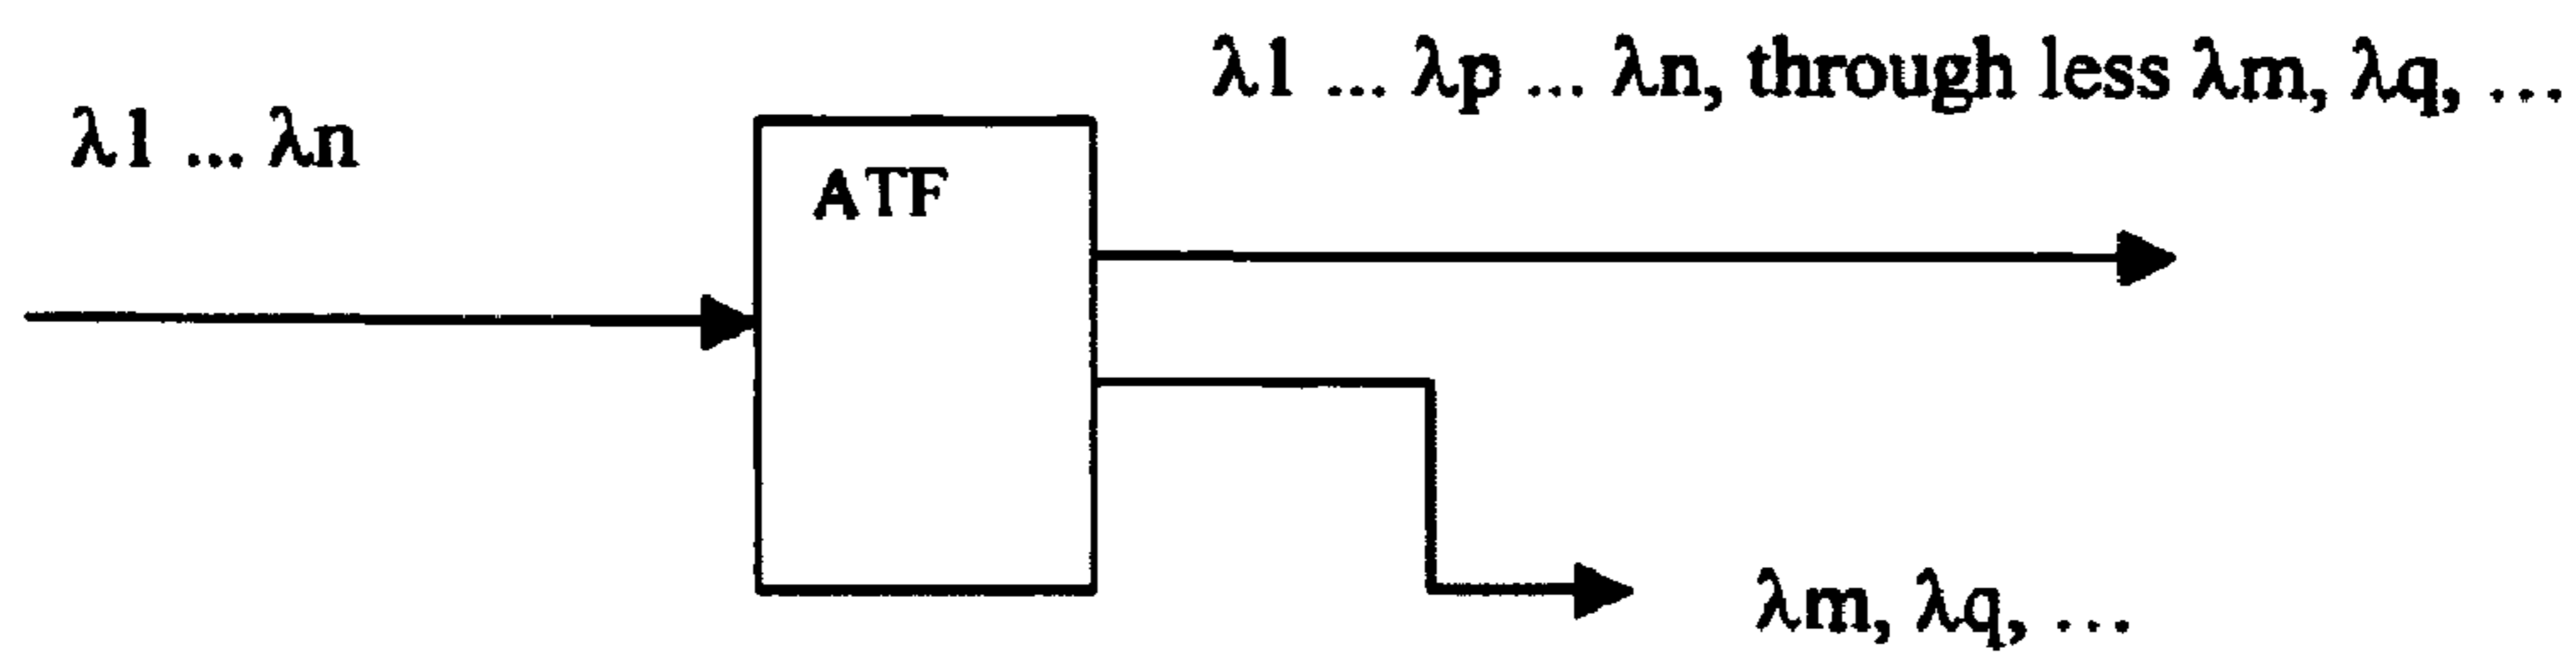 λ1 ... λp ... λn, through less λm, λq, ...
λ1 ... λn
ATF
λm, λq, ...